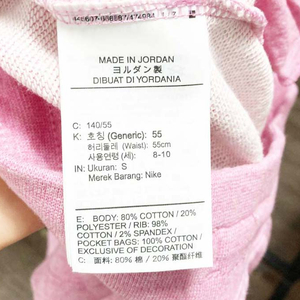 MADE IN JORDAN
ヨルダン製
DIBUAT DI YORDANIA
C: 140/55
K: 호칭 (Generic): 55
허리둘레 (Waist): 55cm
사용연령 (세): 8-10
IN: Ukuran: S
Merek Barang: Nike
E: BODY: 80% COTTON / 20%
POLYESTER / RIB: 98%
COTTON / 2% SPANDEX /
POCKET BAGS: 100% COTTON /
EXCLUSIVE OF DECORATION
C: 面料: 80% 棉 / 20% 聚酯纤维